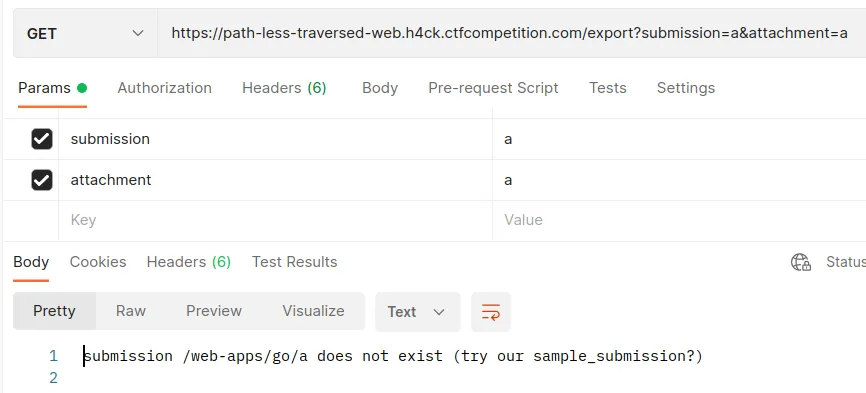 GET https://path-less-traversed-web.h4ck.ctfcompetition.com/export?submission=a&attachment=a
Params Authorization Headers (6) Body Pre-request Script Tests Settings
submission a
attachment a
Key Value
Body Cookies Headers (6) Test Results Status
Pretty Raw Preview Visualize Text
1 submission /web-apps/go/a does not exist (try our sample_submission?)
2